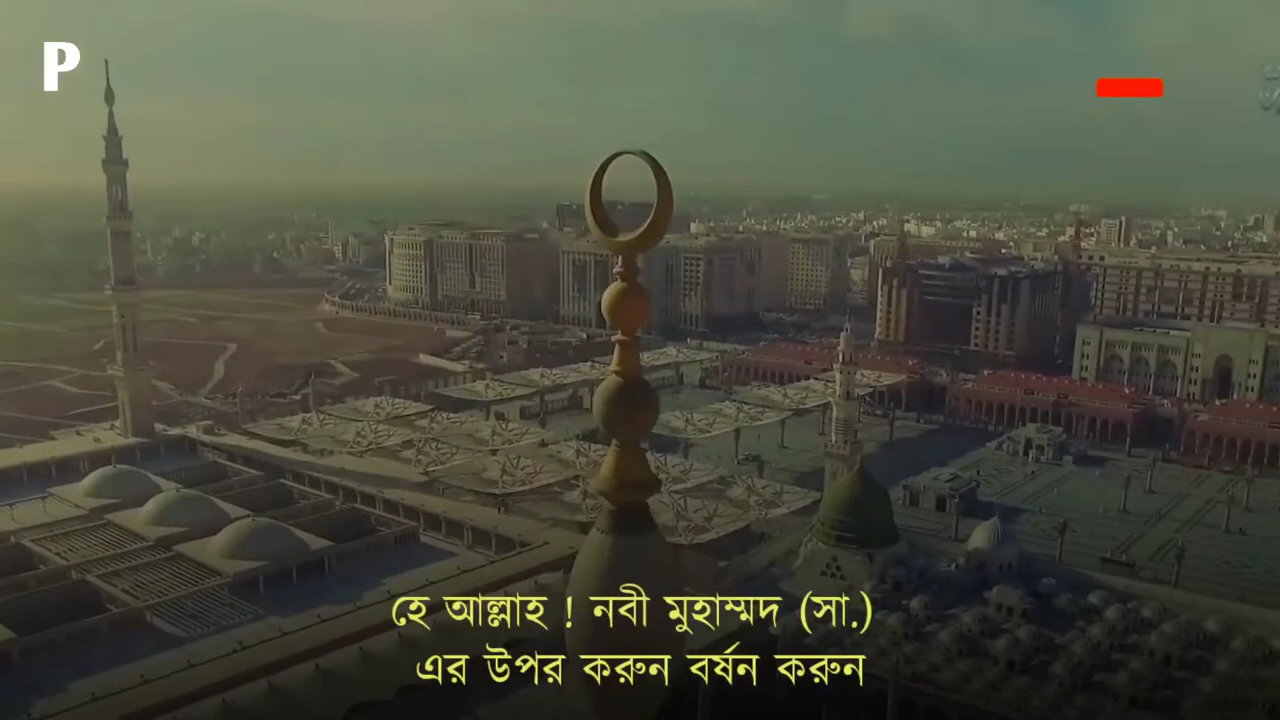 P
হে আল্লাহ ! নবী মুহাম্মদ (সা.)
এর উপর করুন বর্ষন করুন